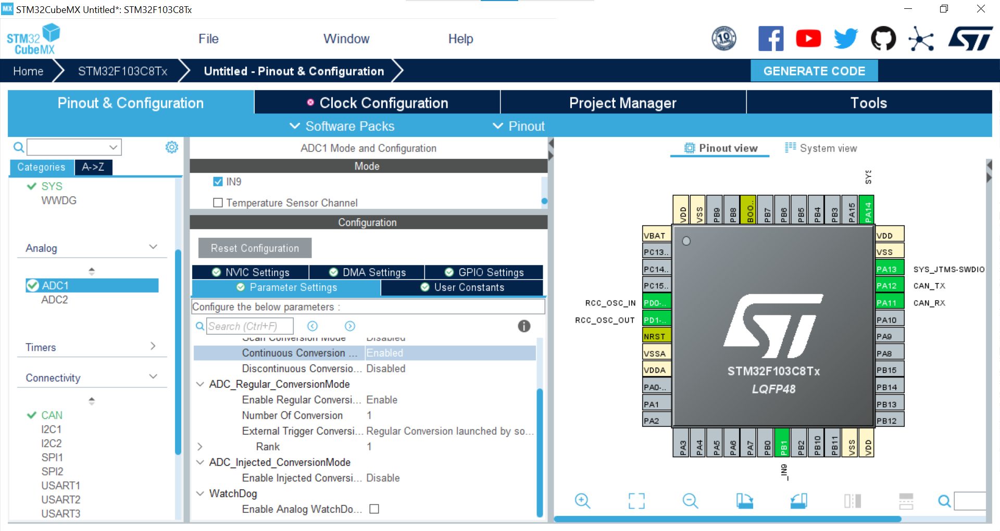 MX STM32CubeMX Untitled*: STM32F103C8Tx
STM32
CubeMX
File
Window
Help
10
Home
STM32F103C8Tx
Untitled - Pinout & Configuration
GENERATE CODE
Pinout & Configuration
Clock Configuration
Project Manager
Tools
Software Packs
Pinout
Categories
A->Z
SYS
WWDG
Analog
ADC1
ADC2
Timers
Connectivity
CAN
I2C1
I2C2
SPI1
SPI2
USART1
USART2
USART3
ADC1 Mode and Configuration
Mode
IN9
Temperature Sensor Channel
Configuration
Reset Configuration
NVIC Settings
DMA Settings
GPIO Settings
Parameter Settings
User Constants
Configure the below parameters :
Search (Ctrl+F)
Scan Conversion Mode Disabled
Continuous Conversion ... Enabled
Discontinuous Conversio... Disabled
ADC_Regular_ConversionMode
Enable Regular Conversi... Enable
Number Of Conversion 1
External Trigger Conversi... Regular Conversion launched by so...
Rank 1
ADC_Injected_ConversionMode
Enable Injected Conversi... Disable
WatchDog
Enable Analog WatchDo...
Pinout view
System view
SYS
VDD
VSS
PB9
PB8
BOO..
PB7
PB6
PB5
PB4
PB3
PA15
PA14
VBAT
PC13..
PC14..
PC15..
RCC_OSC_IN PD0-..
RCC_OSC_OUT PD1-..
NRST
VSSA
VDDA
PA0-..
PA1
PA2
STM32F103C8Tx
LQFP48
VDD
VSS
PA13 SYS_JTMS-SWDIO
PA12 CAN_TX
PA11 CAN_RX
PA10
PA9
PA8
PB15
PB14
PB13
PB12
PA3
PA4
PA5
PA6
PA7
PB0
PB1
PB2
PB10
PB11
VSS
VDD
_IN9